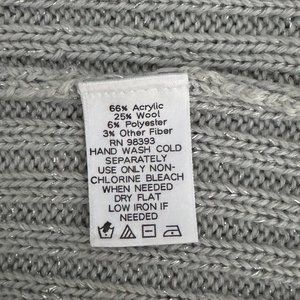 66% Acrylic
25% Wool
6% Polyester
3% Other Fiber
RN 98393
HAND WASH COLD
SEPARATELY
USE ONLY NON-
CHLORINE BLEACH
WHEN NEEDED
DRY FLAT
LOW IRON IF
NEEDED